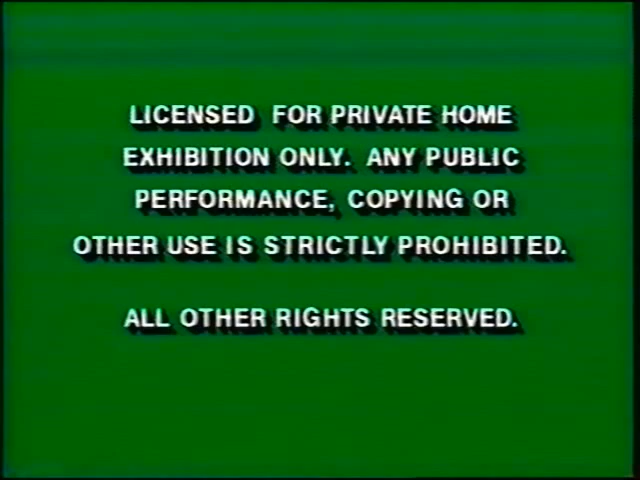 LICENSED FOR PRIVATE HOME
EXHIBITION ONLY. ANY PUBLIC
PERFORMANCE, COPYING OR
OTHER USE IS STRICTLY PROHIBITED.
ALL OTHER RIGHTS RESERVED.